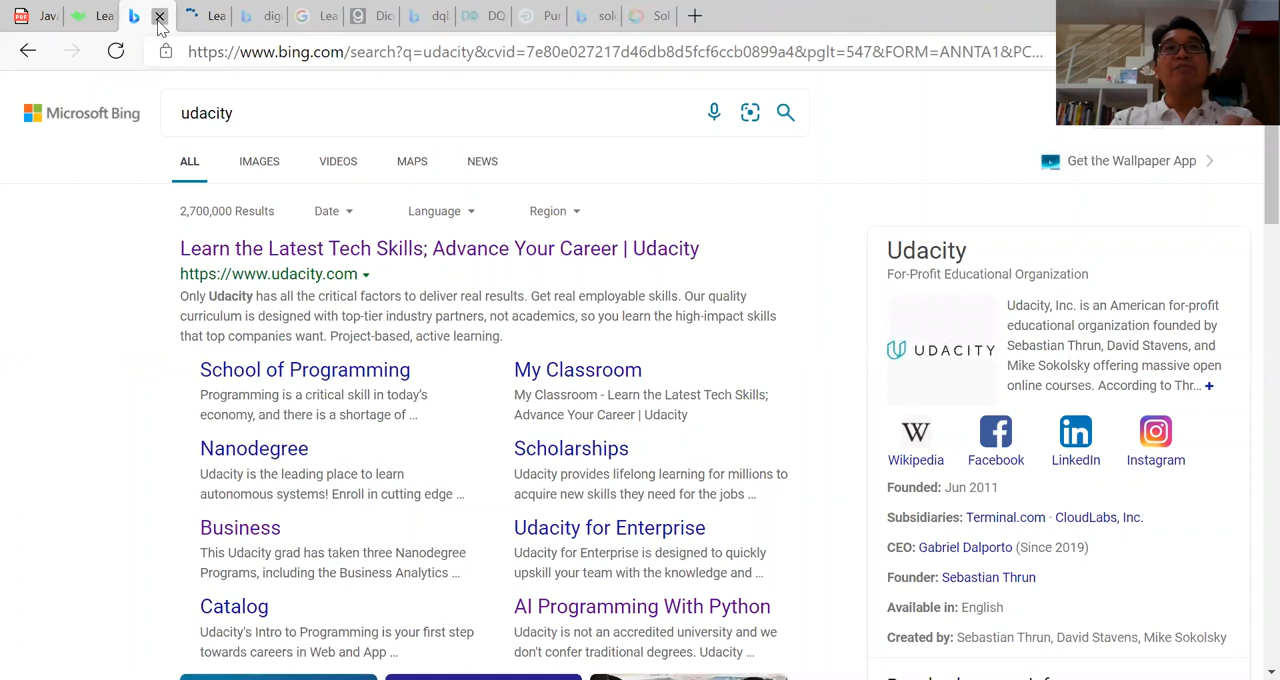 Java
Lea
Lea
dig
Lea
Dic
dql
DQ
Pur
sol
Sol
https://www.bing.com/search?q=udacity&cvid=7e80e027217d46db8d5fcf6ccb0899a4&pglt=547&FORM=ANNTA1&PC...
Microsoft Bing
udacity
ALL IMAGES VIDEOS MAPS NEWS
Get the Wallpaper App
2,700,000 Results Date Language Region
Learn the Latest Tech Skills; Advance Your Career | Udacity
https://www.udacity.com
Only Udacity has all the critical factors to deliver real results. Get real employable skills. Our quality
curriculum is designed with top-tier industry partners, not academics, so you learn the high-impact skills
that top companies want. Project-based, active learning.
School of Programming
Programming is a critical skill in today's
economy, and there is a shortage of ...
My Classroom
My Classroom - Learn the Latest Tech Skills;
Advance Your Career | Udacity
Nanodegree
Udacity is the leading place to learn
autonomous systems! Enroll in cutting edge ...
Scholarships
Udacity provides lifelong learning for millions to
acquire new skills they need for the jobs ...
Business
This Udacity grad has taken three Nanodegree
Programs, including the Business Analytics ...
Udacity for Enterprise
Udacity for Enterprise is designed to quickly
upskill your team with the knowledge and ...
Catalog
Udacity's Intro to Programming is your first step
towards careers in Web and App ...
AI Programming With Python
Udacity is not an accredited university and we
don't confer traditional degrees. Udacity ...
Udacity
For-Profit Educational Organization
UDACITY
Udacity, Inc. is an American for-profit
educational organization founded by
Sebastian Thrun, David Stavens, and
Mike Sokolsky offering massive open
online courses. According to Thr... +
W
Wikipedia Facebook LinkedIn Instagram
Founded: Jun 2011
Subsidiaries: Terminal.com · CloudLabs, Inc.
CEO: Gabriel Dalporto (Since 2019)
Founder: Sebastian Thrun
Available in: English
Created by: Sebastian Thrun, David Stavens, Mike Sokolsky